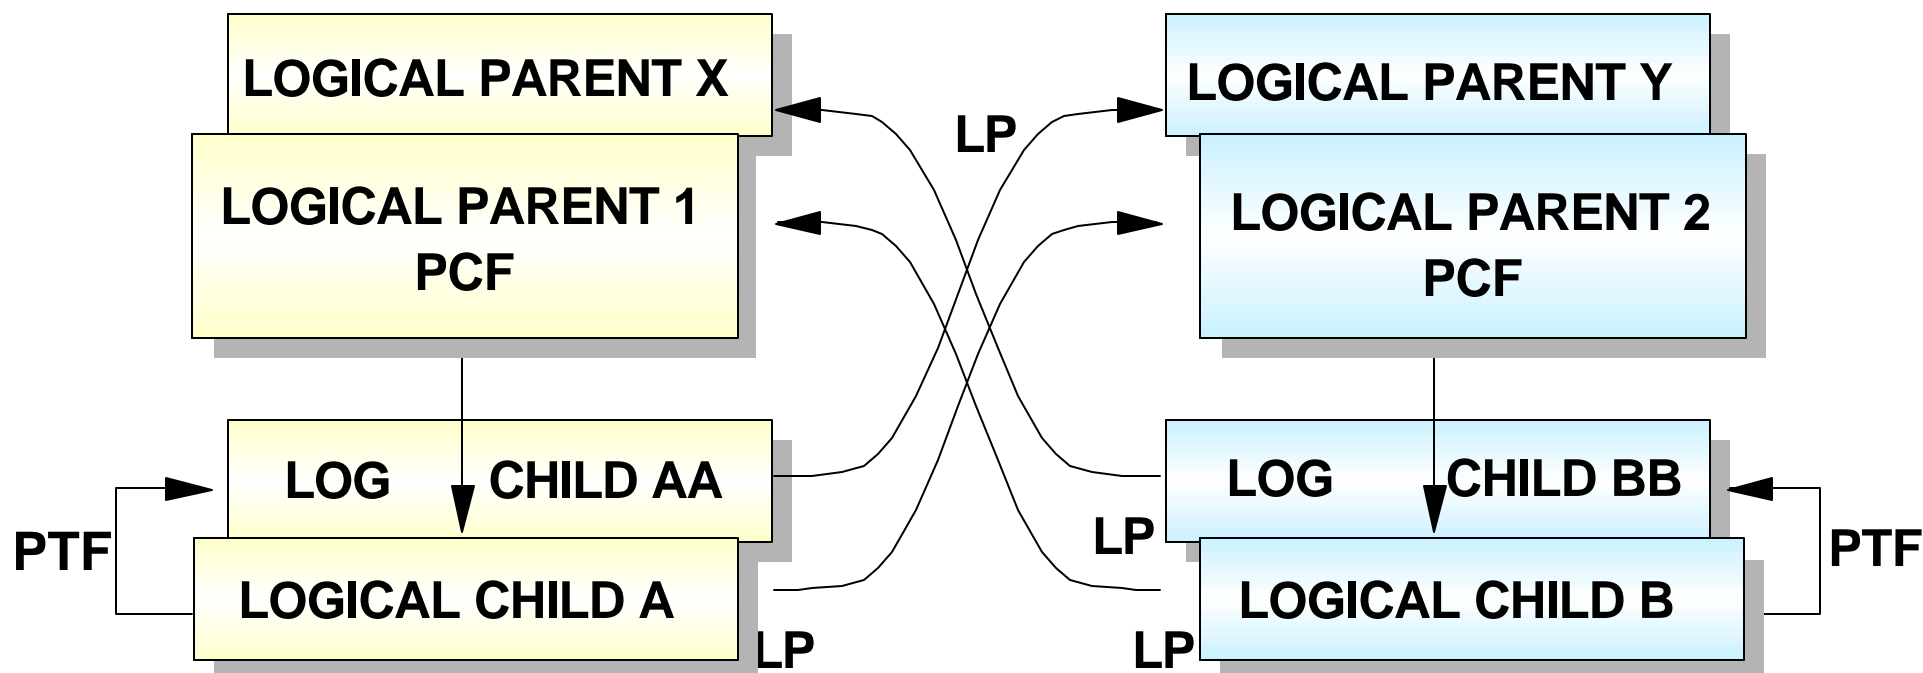 LOGICAL PARENT X
LOGICAL PARENT 1
PCF
LP
LOGICAL PARENT Y
LOGICAL PARENT 2
PCF
LOG CHILD AA
PTF
LOGICAL CHILD A
LP
LP
LOG CHILD BB
PTF
LOGICAL CHILD B
LP